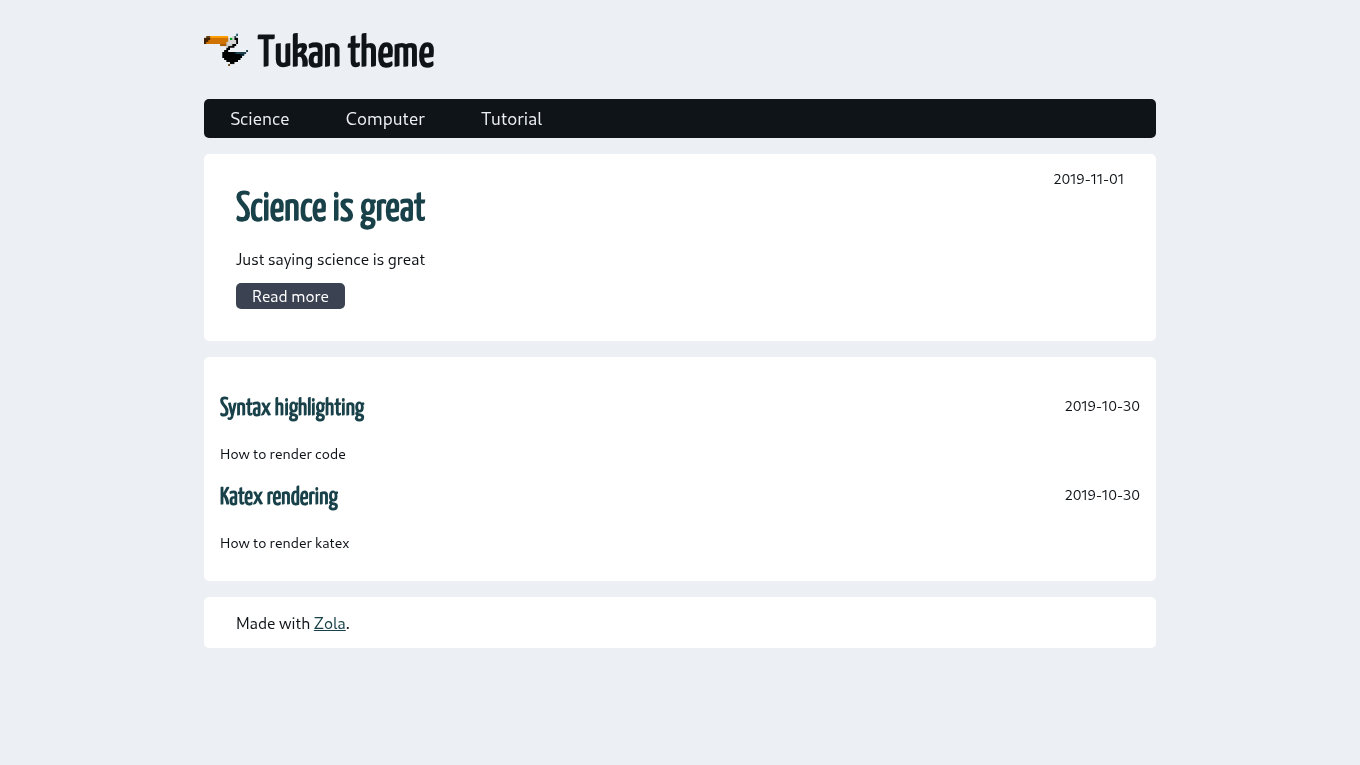 Tukan theme
Science Computer Tutorial
2019-11-01
Science is great
Just saying science is great
Read more
Syntax highlighting 2019-10-30
How to render code
Katex rendering 2019-10-30
How to render katex
Made with Zola.